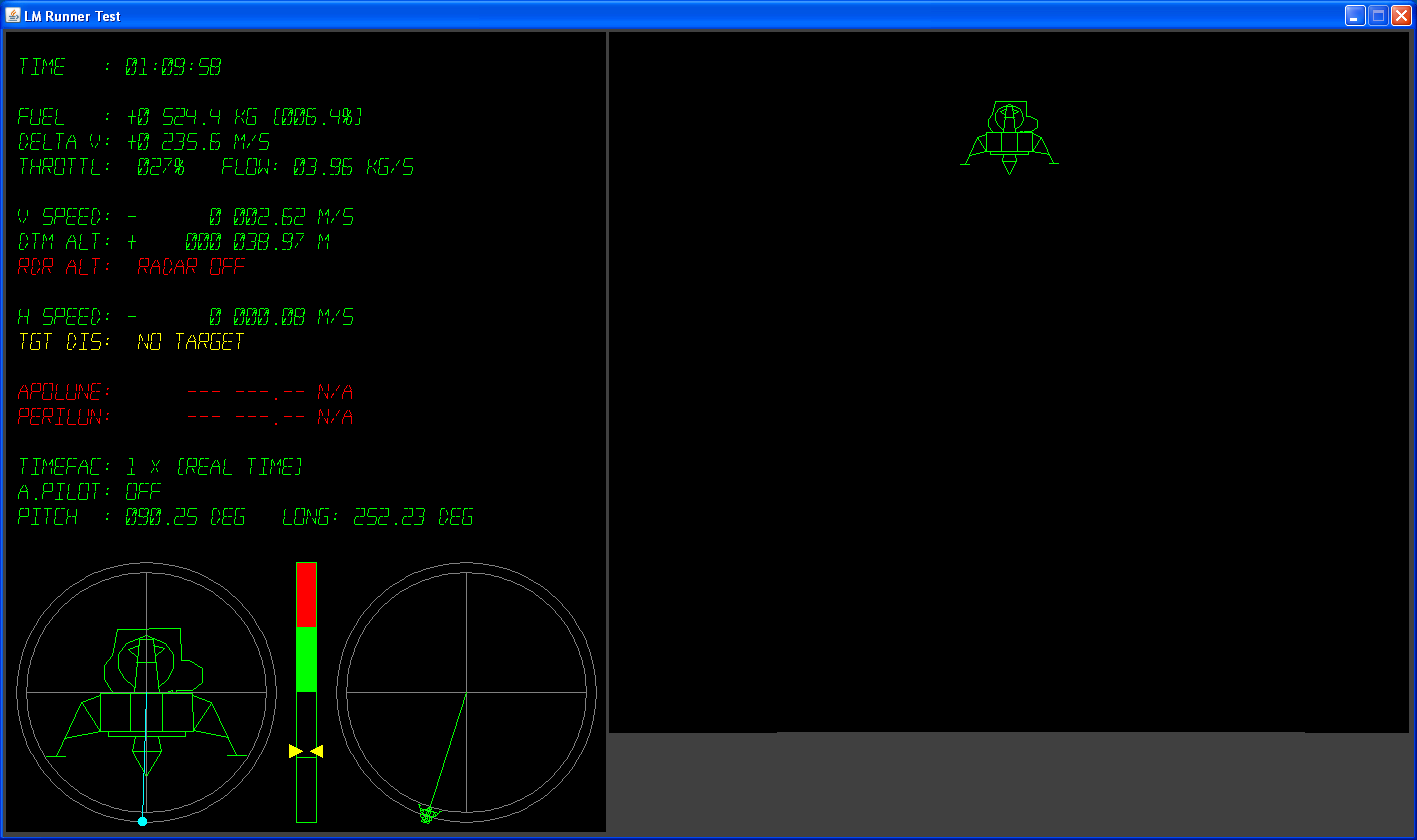 LM Runner Test
TIME : 01:09:58
FUEL : +0 524.4 KG [006.4%]
DELTA V: +0 235.6 M/S
THROTTL: 027% FLOW: 03.96 KG/S
V SPEED: - 0 002.62 M/S
DTM ALT: + 000 038.97 M
RDR ALT: RADAR OFF
H SPEED: - 0 000.08 M/S
TGT DIS: NO TARGET
APOLUNE: --- ---.-- N/A
PERILUN: --- ---.-- N/A
TIMEFAC: 1 X [REAL TIME]
A.PILOT: OFF
PITCH : 090.25 DEG LONG: 252.23 DEG